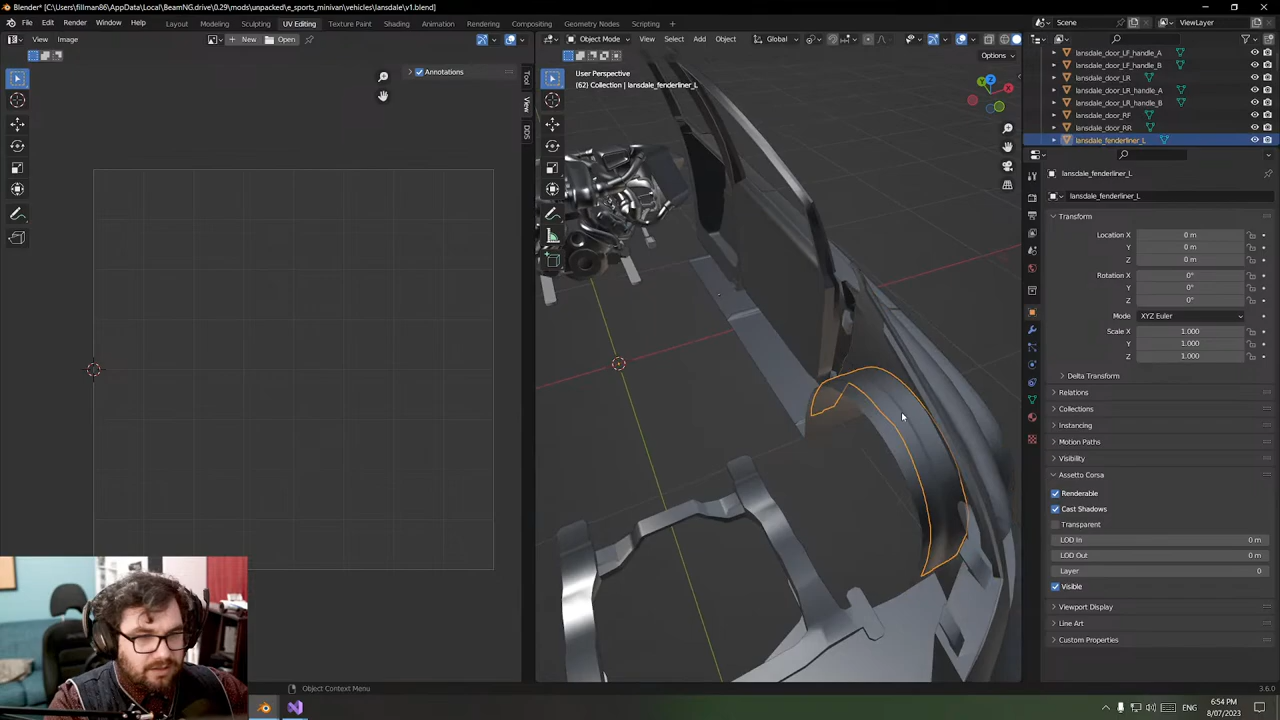 Blender* [C:\Users\fillman86\AppData\Local\BeamNG.drive\0.29\mods\unpacked\e_sports_minivan\vehicles\lansdale\v1.blend]
File Edit Render Window Help Layout Modeling Sculpting UV Editing Texture Paint Shading Animation Rendering Compositing Geometry Nodes Scripting + Scene ViewLayer
View Image + New Open Object Mode View Select Add Object Global
Options
Annotations
Tool
View
DDS
User Perspective
(62) Collection | lansdale_fenderliner_L
lansdale_door_LF_handle_A
lansdale_door_LF_handle_B
lansdale_door_LR
lansdale_door_LR_handle_A
lansdale_door_LR_handle_B
lansdale_door_RF
lansdale_door_RR
lansdale_fenderliner_L
lansdale_fenderliner_L
lansdale_fenderliner_L
Transform
Location X 0 m
Y 0 m
Z 0 m
Rotation X 0°
Y 0°
Z 0°
Mode XYZ Euler
Scale X 1.000
Y 1.000
Z 1.000
Delta Transform
Relations
Collections
Instancing
Motion Paths
Visibility
Assetto Corsa
Renderable
Cast Shadows
Transparent
LOD In 0 m
LOD Out 0 m
Layer 0
Visible
Viewport Display
Line Art
Custom Properties
Object Context Menu
3.6.0
ENG
6:54 PM
8/07/2023